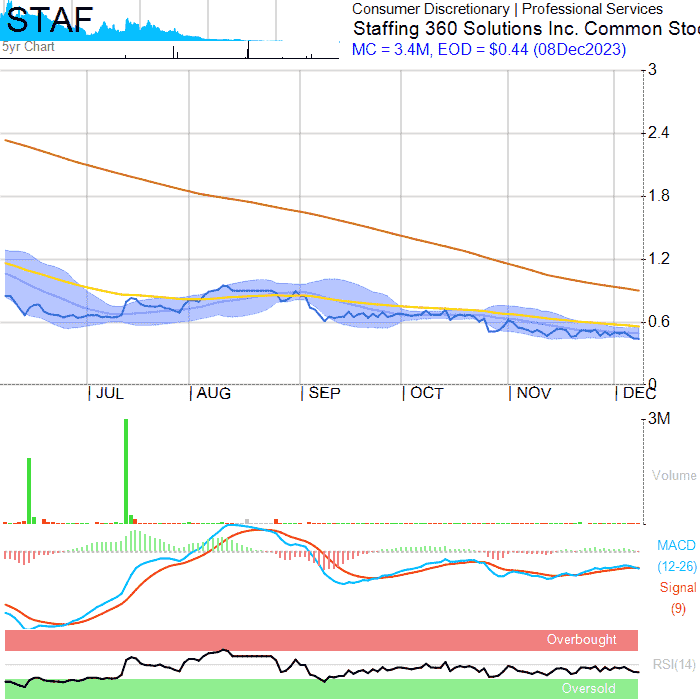 STAF
5yr Chart
Consumer Discretionary | Professional Services
Staffing 360 Solutions Inc. Common Stoc
MC = 3.4M, EOD = $0.44 (08Dec2023)
3
2.4
1.8
1.2
0.6
0
JUL AUG SEP OCT NOV DEC
3M
Volume
MACD
(12-26)
Signal
(9)
Overbought
RSI(14)
Oversold